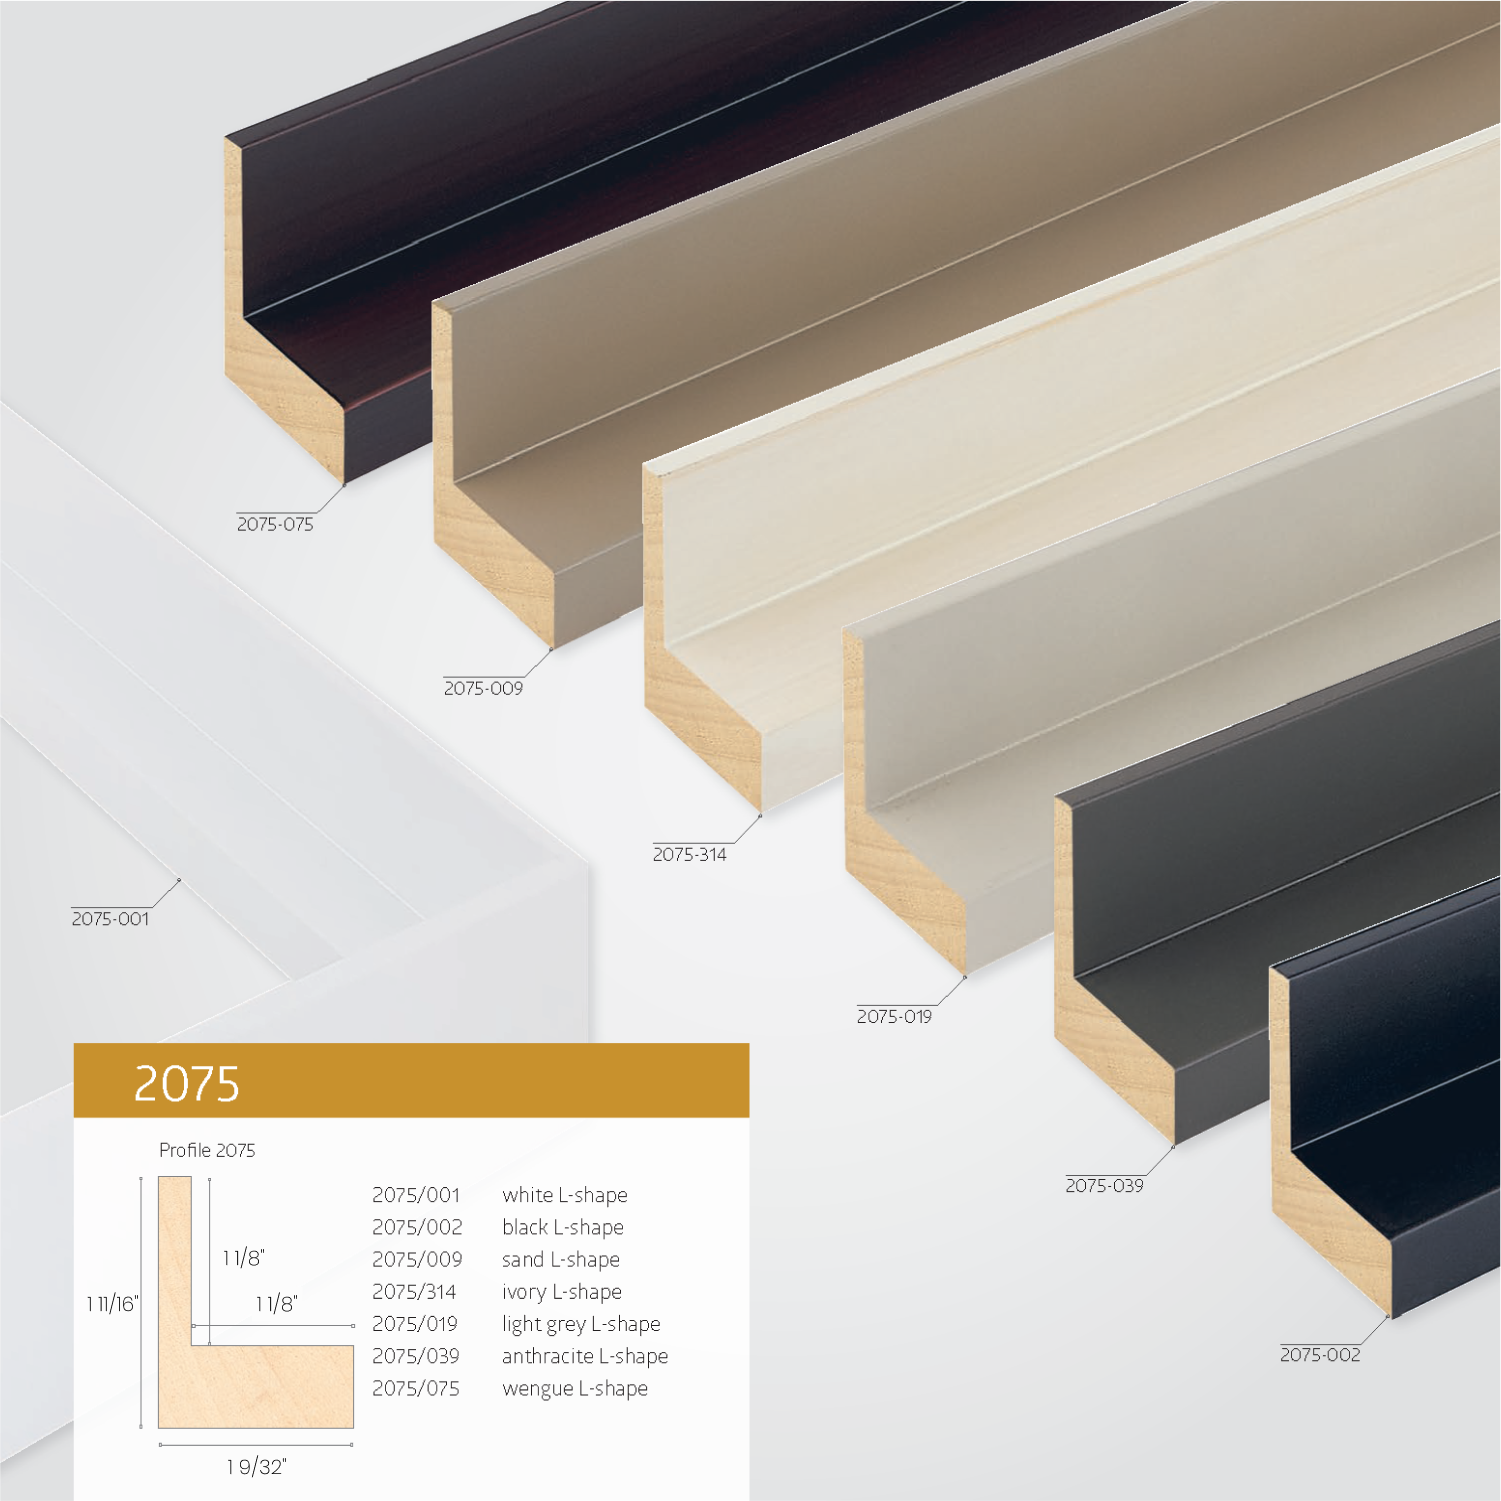 2075-075
2075-009
2075-314
2075-001
2075-019
2075-039
2075-002
2075
Profile 2075
1 11/16"
1 1/8"
1 1/8"
1 9/32"
2075/001 white L-shape
2075/002 black L-shape
2075/009 sand L-shape
2075/314 ivory L-shape
2075/019 light grey L-shape
2075/039 anthracite L-shape
2075/075 wengue L-shape